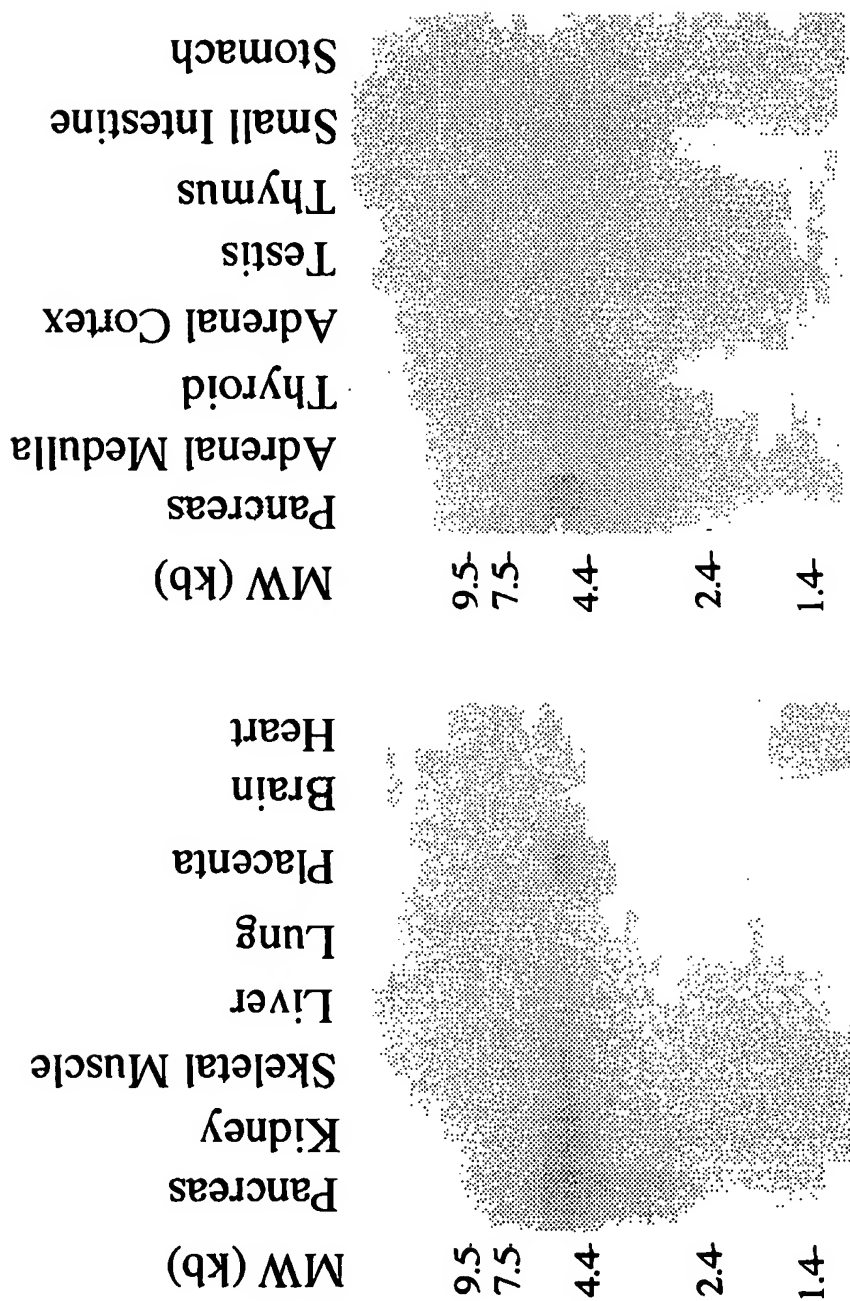 Stomach
Small Intestine
Thymus
Testis
Adrenal Cortex
Thyroid
Adrenal Medulla
Pancreas
MW (kb)
9.5-
7.5-
4.4-
2.4-
1.4-
Heart
Brain
Placenta
Lung
Liver
Skeletal Muscle
Kidney
Pancreas
MW (kb)
9.5-
7.5-
4.4-
2.4-
1.4-